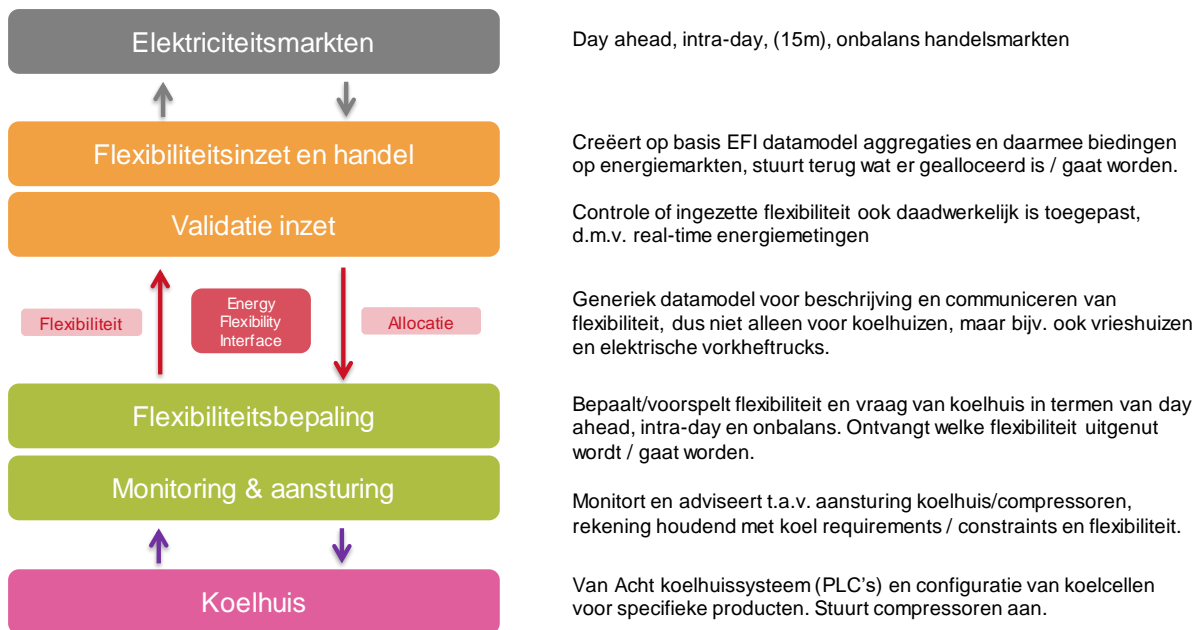 Elektriciteitsmarkten
Day ahead, intra-day, (15m), onbalans handelsmarkten
Flexibiliteitsinzet en handel
Creëert op basis EFI datamodel aggregaties en daarmee biedingen
op energiemarkten, stuurt terug wat er gealloceerd is / gaat worden.
Validatie inzet
Controle of ingezette flexibiliteit ook daadwerkelijk is toegepast,
d.m.v. real-time energiemetingen
Flexibiliteit
Energy
Flexibility
Interface
Allocatie
Generiek datamodel voor beschrijving en communiceren van
flexibiliteit, dus niet alleen voor koelhuizen, maar bijv. ook vrieshuizen
en elektrische vorkheftrucks.
Flexibiliteitsbepaling
Bepaalt/voorspelt flexibiliteit en vraag van koelhuis in termen van day
ahead, intra-day en onbalans. Ontvangt welke flexibiliteit uitgenut
wordt / gaat worden.
Monitoring & aansturing
Monitort en adviseert t.a.v. aansturing koelhuis/compressoren,
rekening houdend met koel requirements / constraints en flexibiliteit.
Koelhuis
Van Acht koelhuissysteem (PLC's) en configuratie van koelcellen
voor specifieke producten. Stuurt compressoren aan.